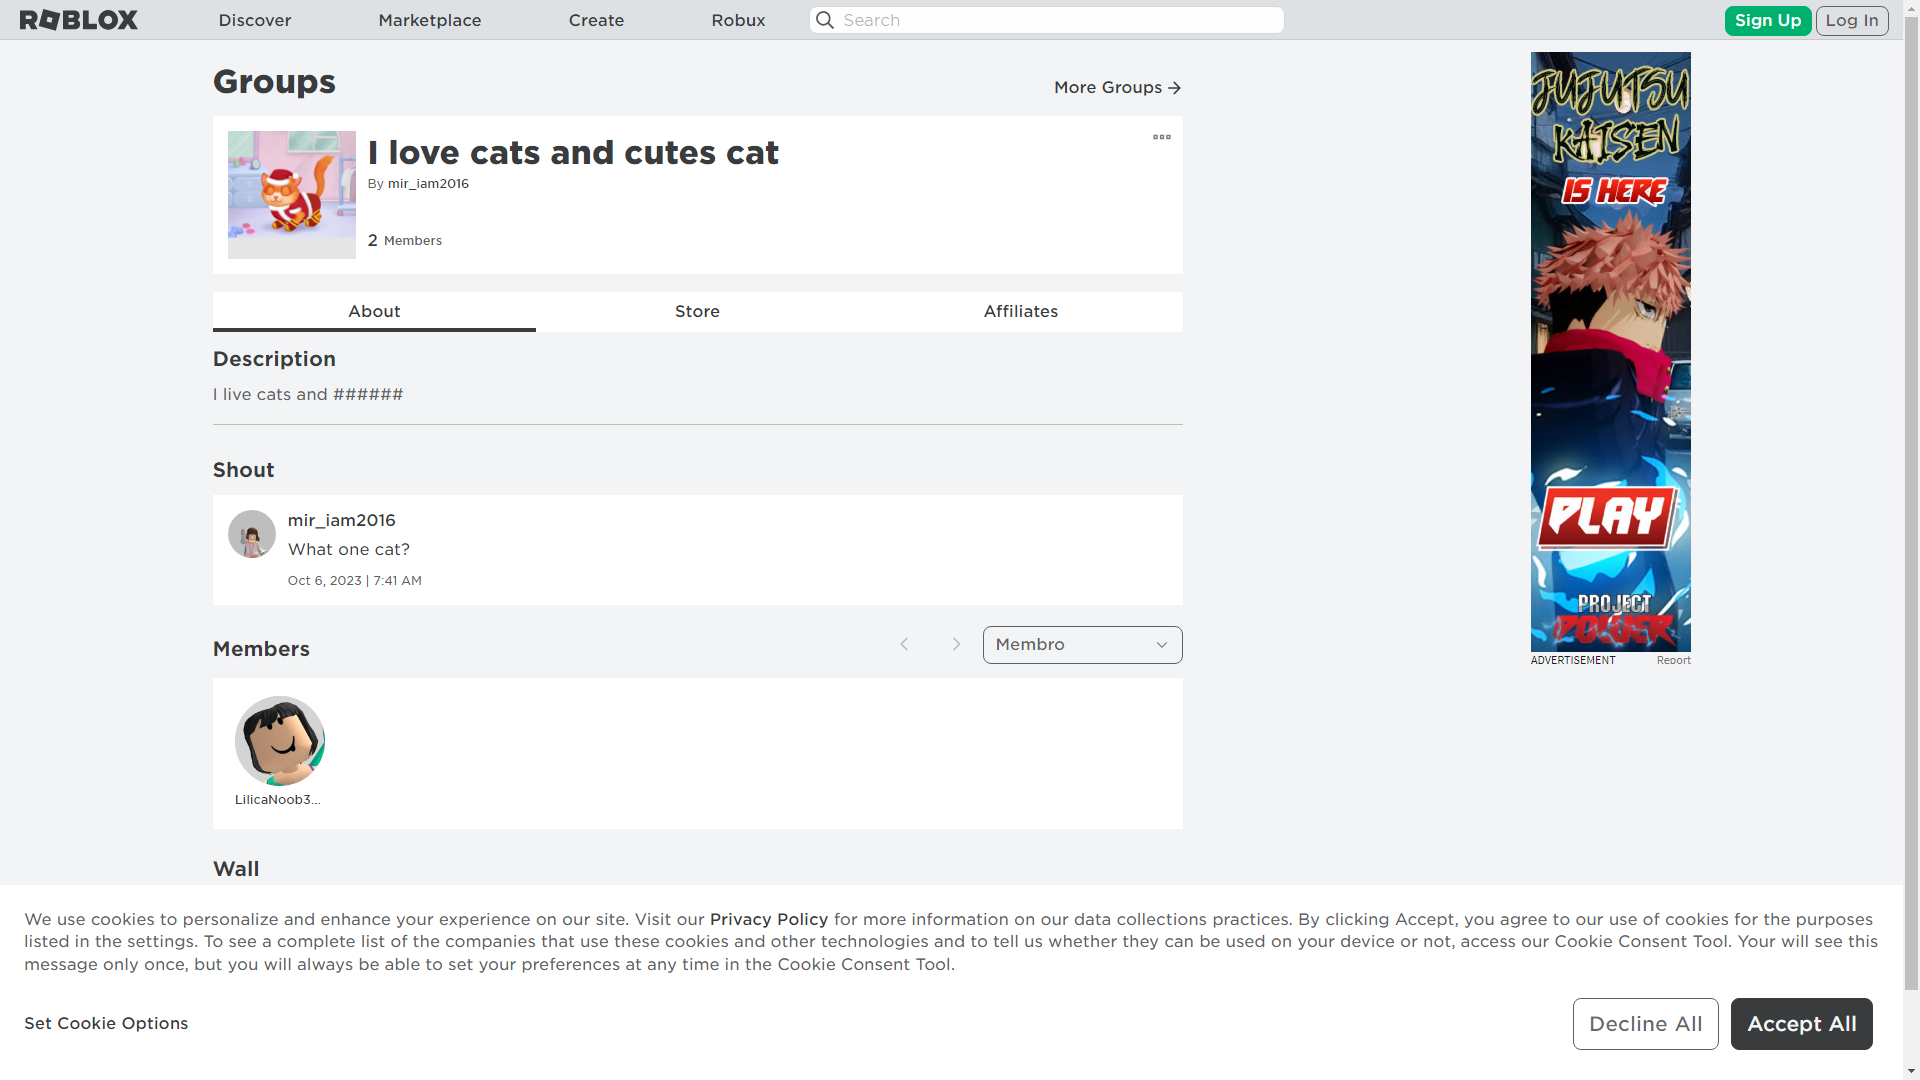 ROBLOX
Discover
Marketplace
Create
Robux
Search
Sign Up
Log In
Groups
More Groups
I love cats and cutes cat
By mir_iam2016
2 Members
About
Store
Affiliates
Description
I live cats and ######
Shout
mir_iam2016
What one cat?
Oct 6, 2023 | 7:41 AM
Members
Membro
LilicaNoob3...
Wall
JUJUTSU
KAISEN
IS HERE
PLAY
PROJECT
POWER
ADVERTISEMENT
Report
We use cookies to personalize and enhance your experience on our site. Visit our Privacy Policy for more information on our data collections practices. By clicking Accept, you agree to our use of cookies for the purposes
listed in the settings. To see a complete list of the companies that use these cookies and other technologies and to tell us whether they can be used on your device or not, access our Cookie Consent Tool. Your will see this
message only once, but you will always be able to set your preferences at any time in the Cookie Consent Tool.
Set Cookie Options
Decline All
Accept All